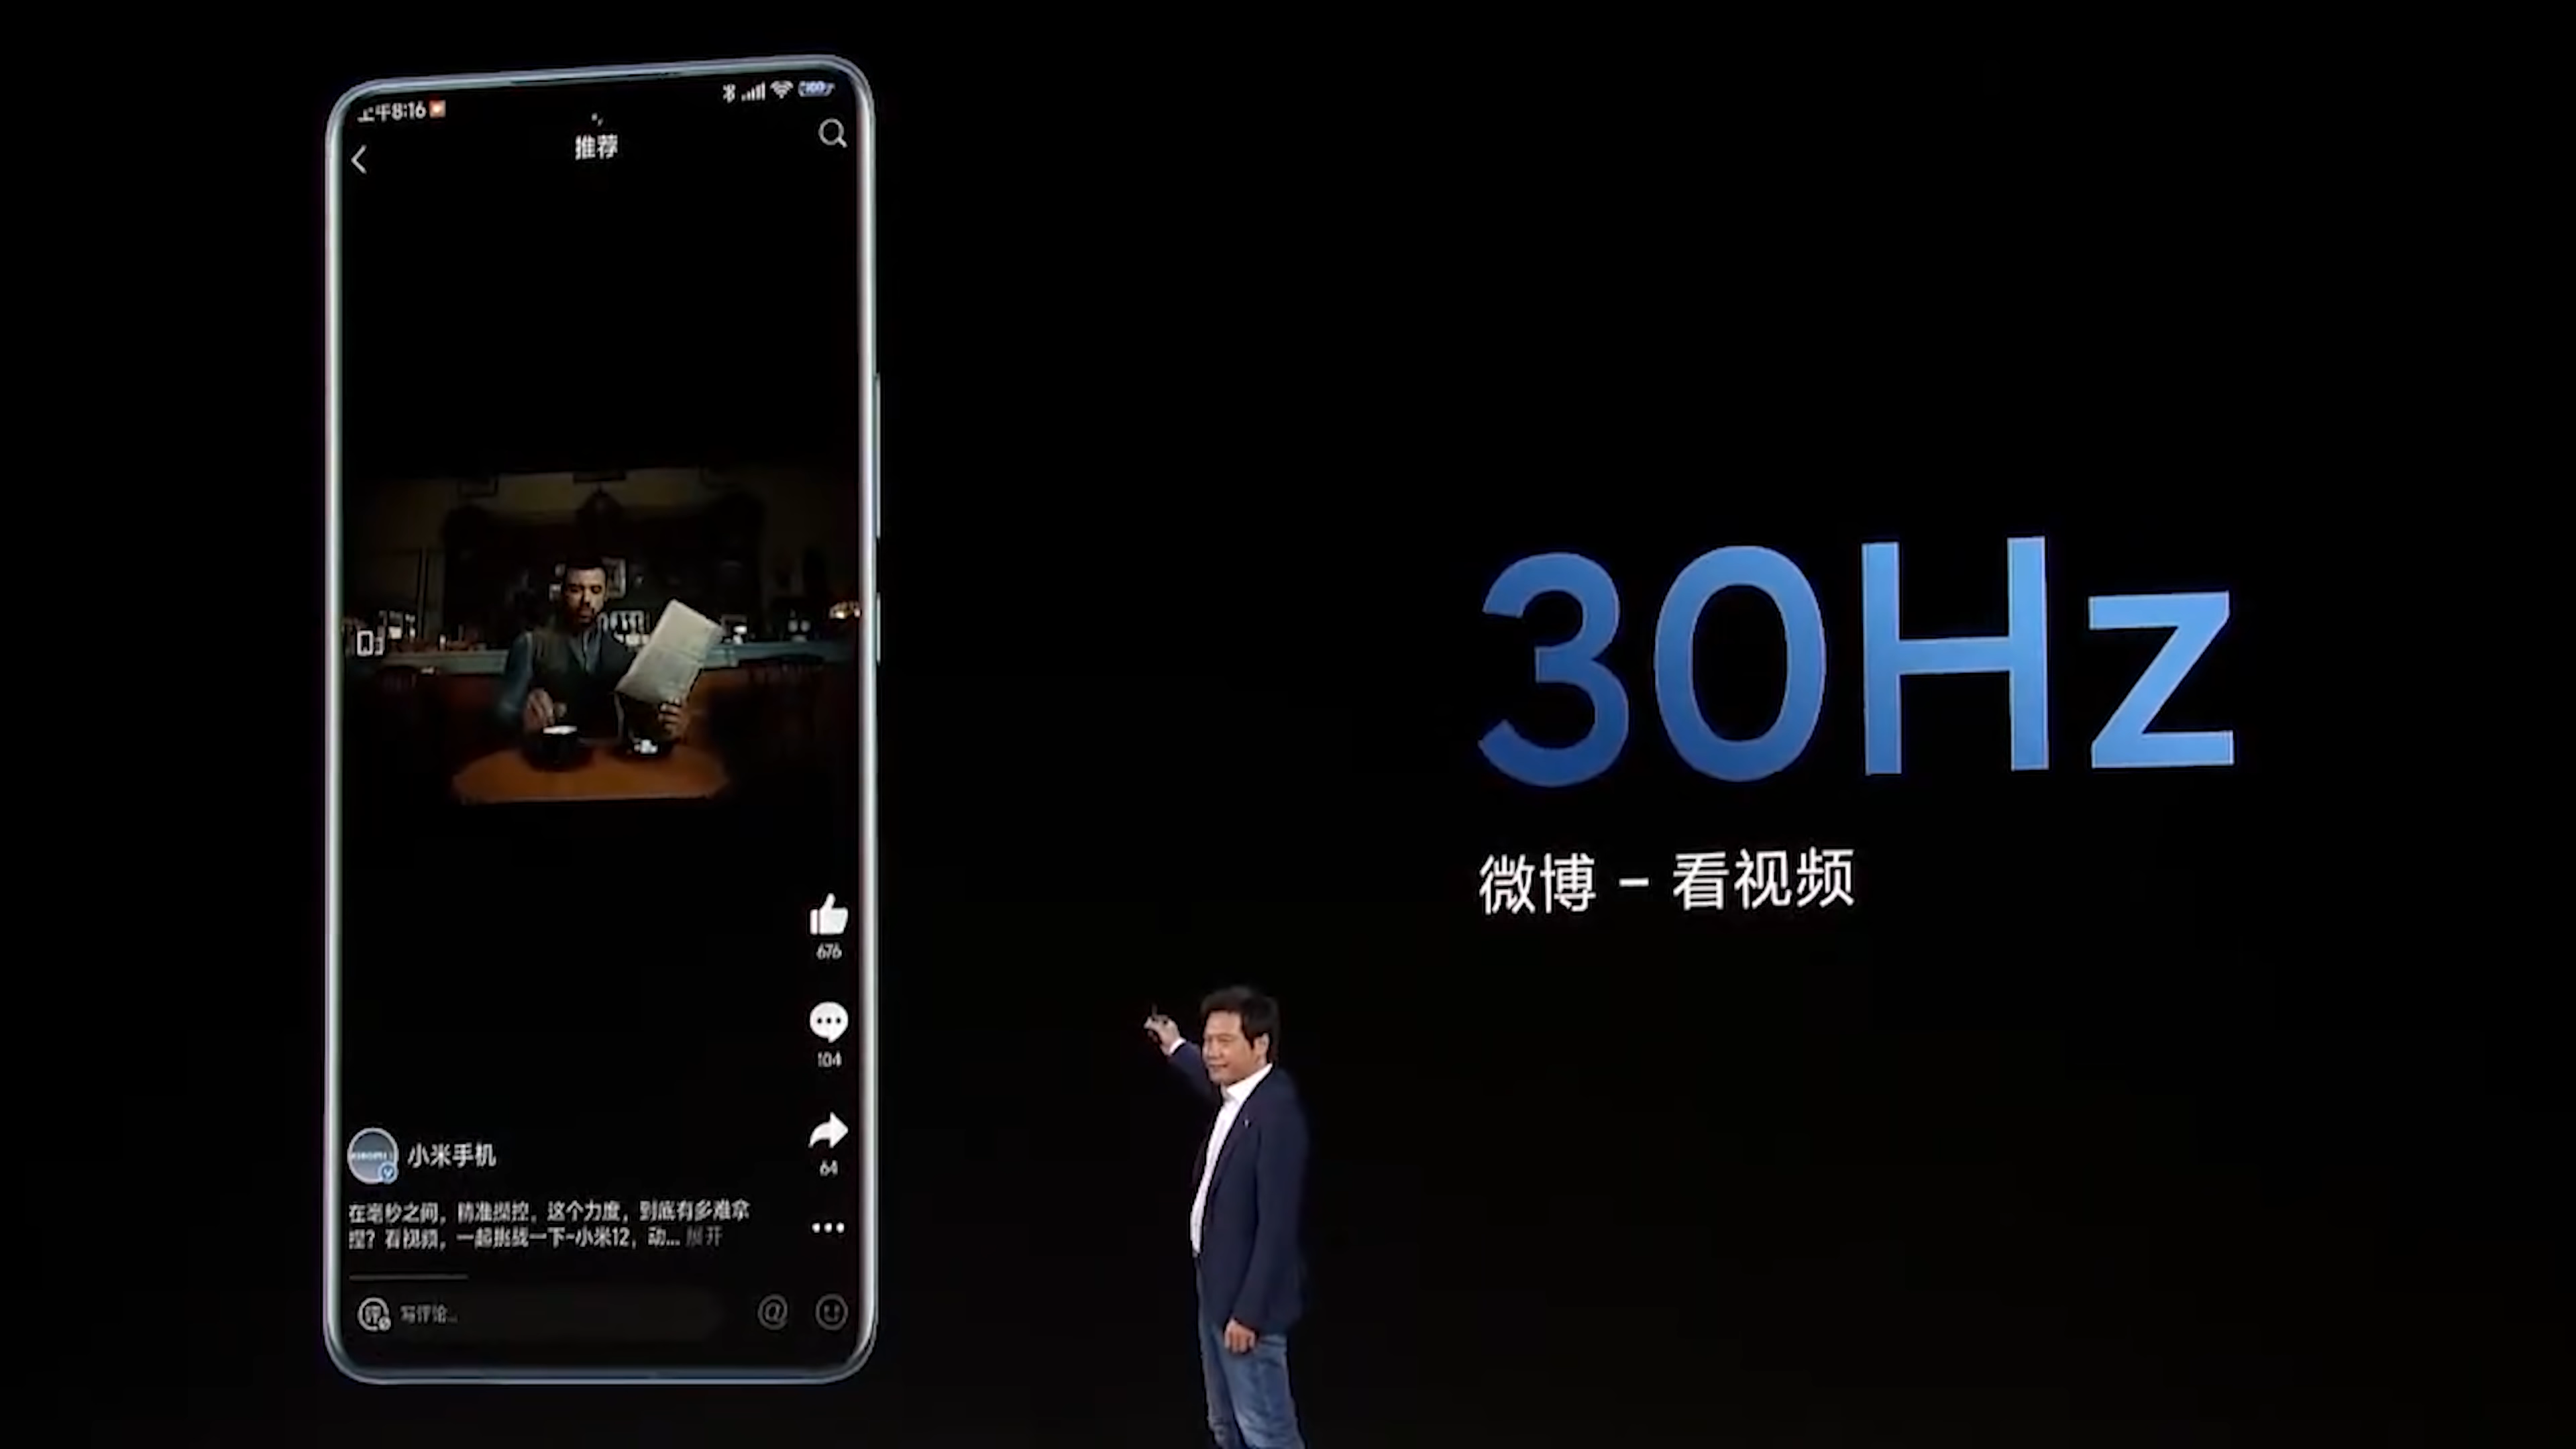 上午8:16
推荐
30Hz
微博 – 看视频
676
104
64
小米手机
在毫秒之间，精准操控，这个力度，到底有多难拿
捏？看视频，一起挑战一下~小米12，动... 展开
写评论...